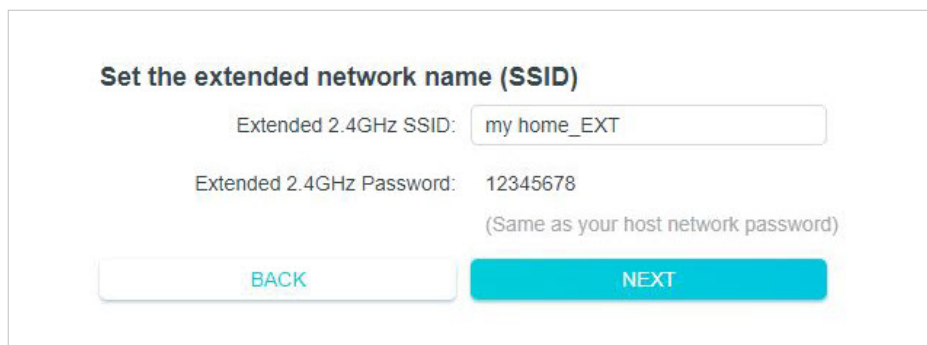 Set the extended network name (SSID)
Extended 2.4GHz SSID: my home_EXT
Extended 2.4GHz Password: 12345678
(Same as your host network password)
BACK NEXT